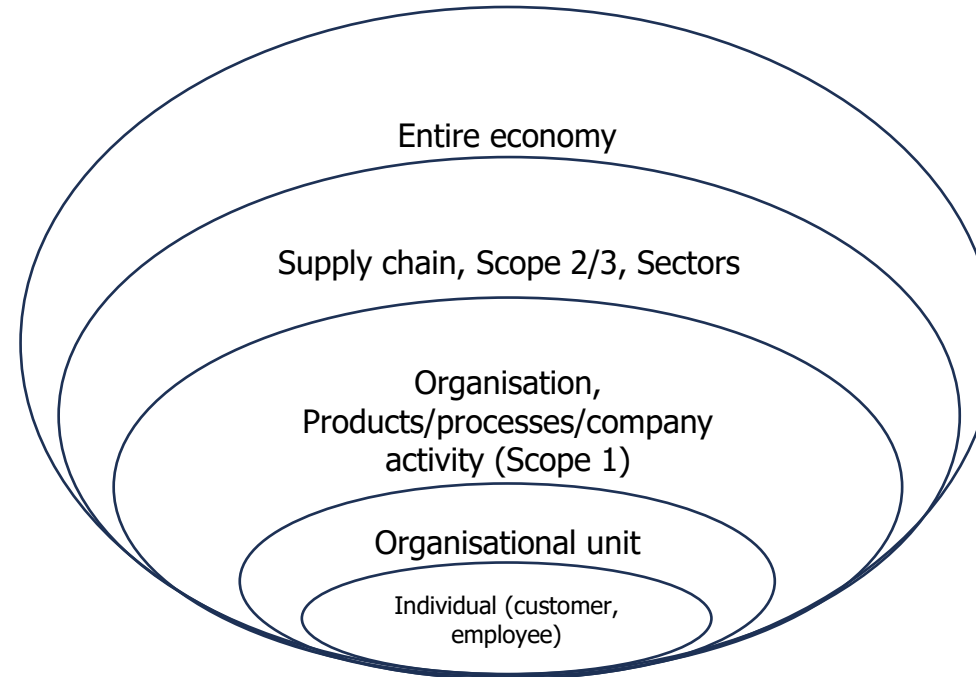 Entire economy
Supply chain, Scope 2/3, Sectors
Organisation,
Products/processes/company
activity (Scope 1)
Organisational unit
Individual (customer,
employee)